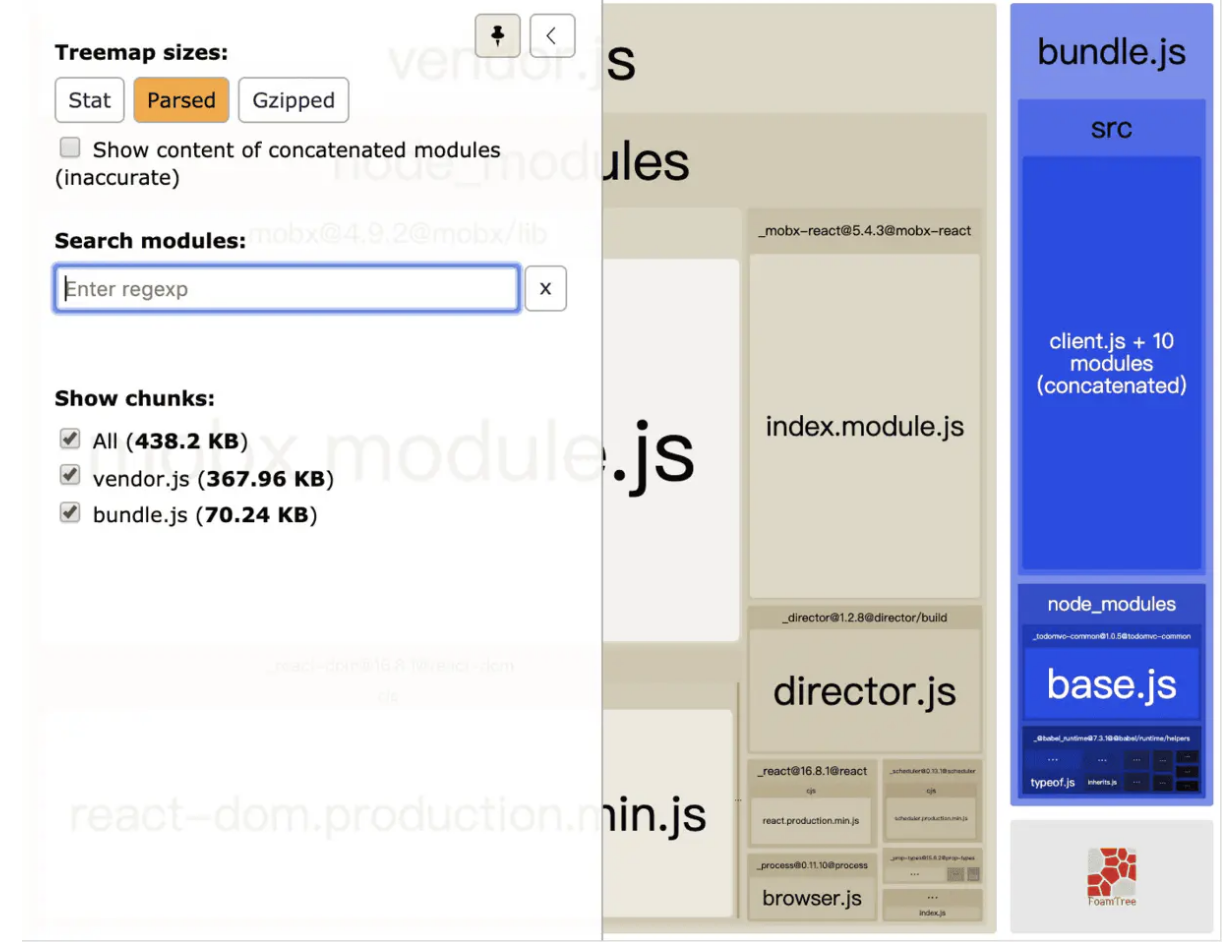 Treemap sizes:
Stat
Parsed
Gzipped
Show content of concatenated modules
(inaccurate)
Search modules:
Enter regexp
x
Show chunks:
All (438.2 KB)
vendor.js (367.96 KB)
bundle.js (70.24 KB)
vendor.js
node_modules
mobx@4.9.2@mobx/lib
mobx.module.js
_react-dom@16.8.1@react-dom
cjs
react-dom.production.min.js
_mobx-react@5.4.3@mobx-react
index.module.js
_director@1.2.8@director/build
director.js
_react@16.8.1@react
cjs
react.production.min.js
_scheduler@0.13.1@scheduler
cjs
scheduler.production.min.js
_process@0.11.10@process
browser.js
_prop-types@15.6.2@prop-types
...
...
index.js
bundle.js
src
client.js + 10
modules
(concatenated)
node_modules
_todomvc-common@1.0.5@todomvc-common
base.js
_@babel_runtime@7.3.1@@babel/runtime/helpers
... ... ... ... ...
typeof.js
inherits.js
FoamTree